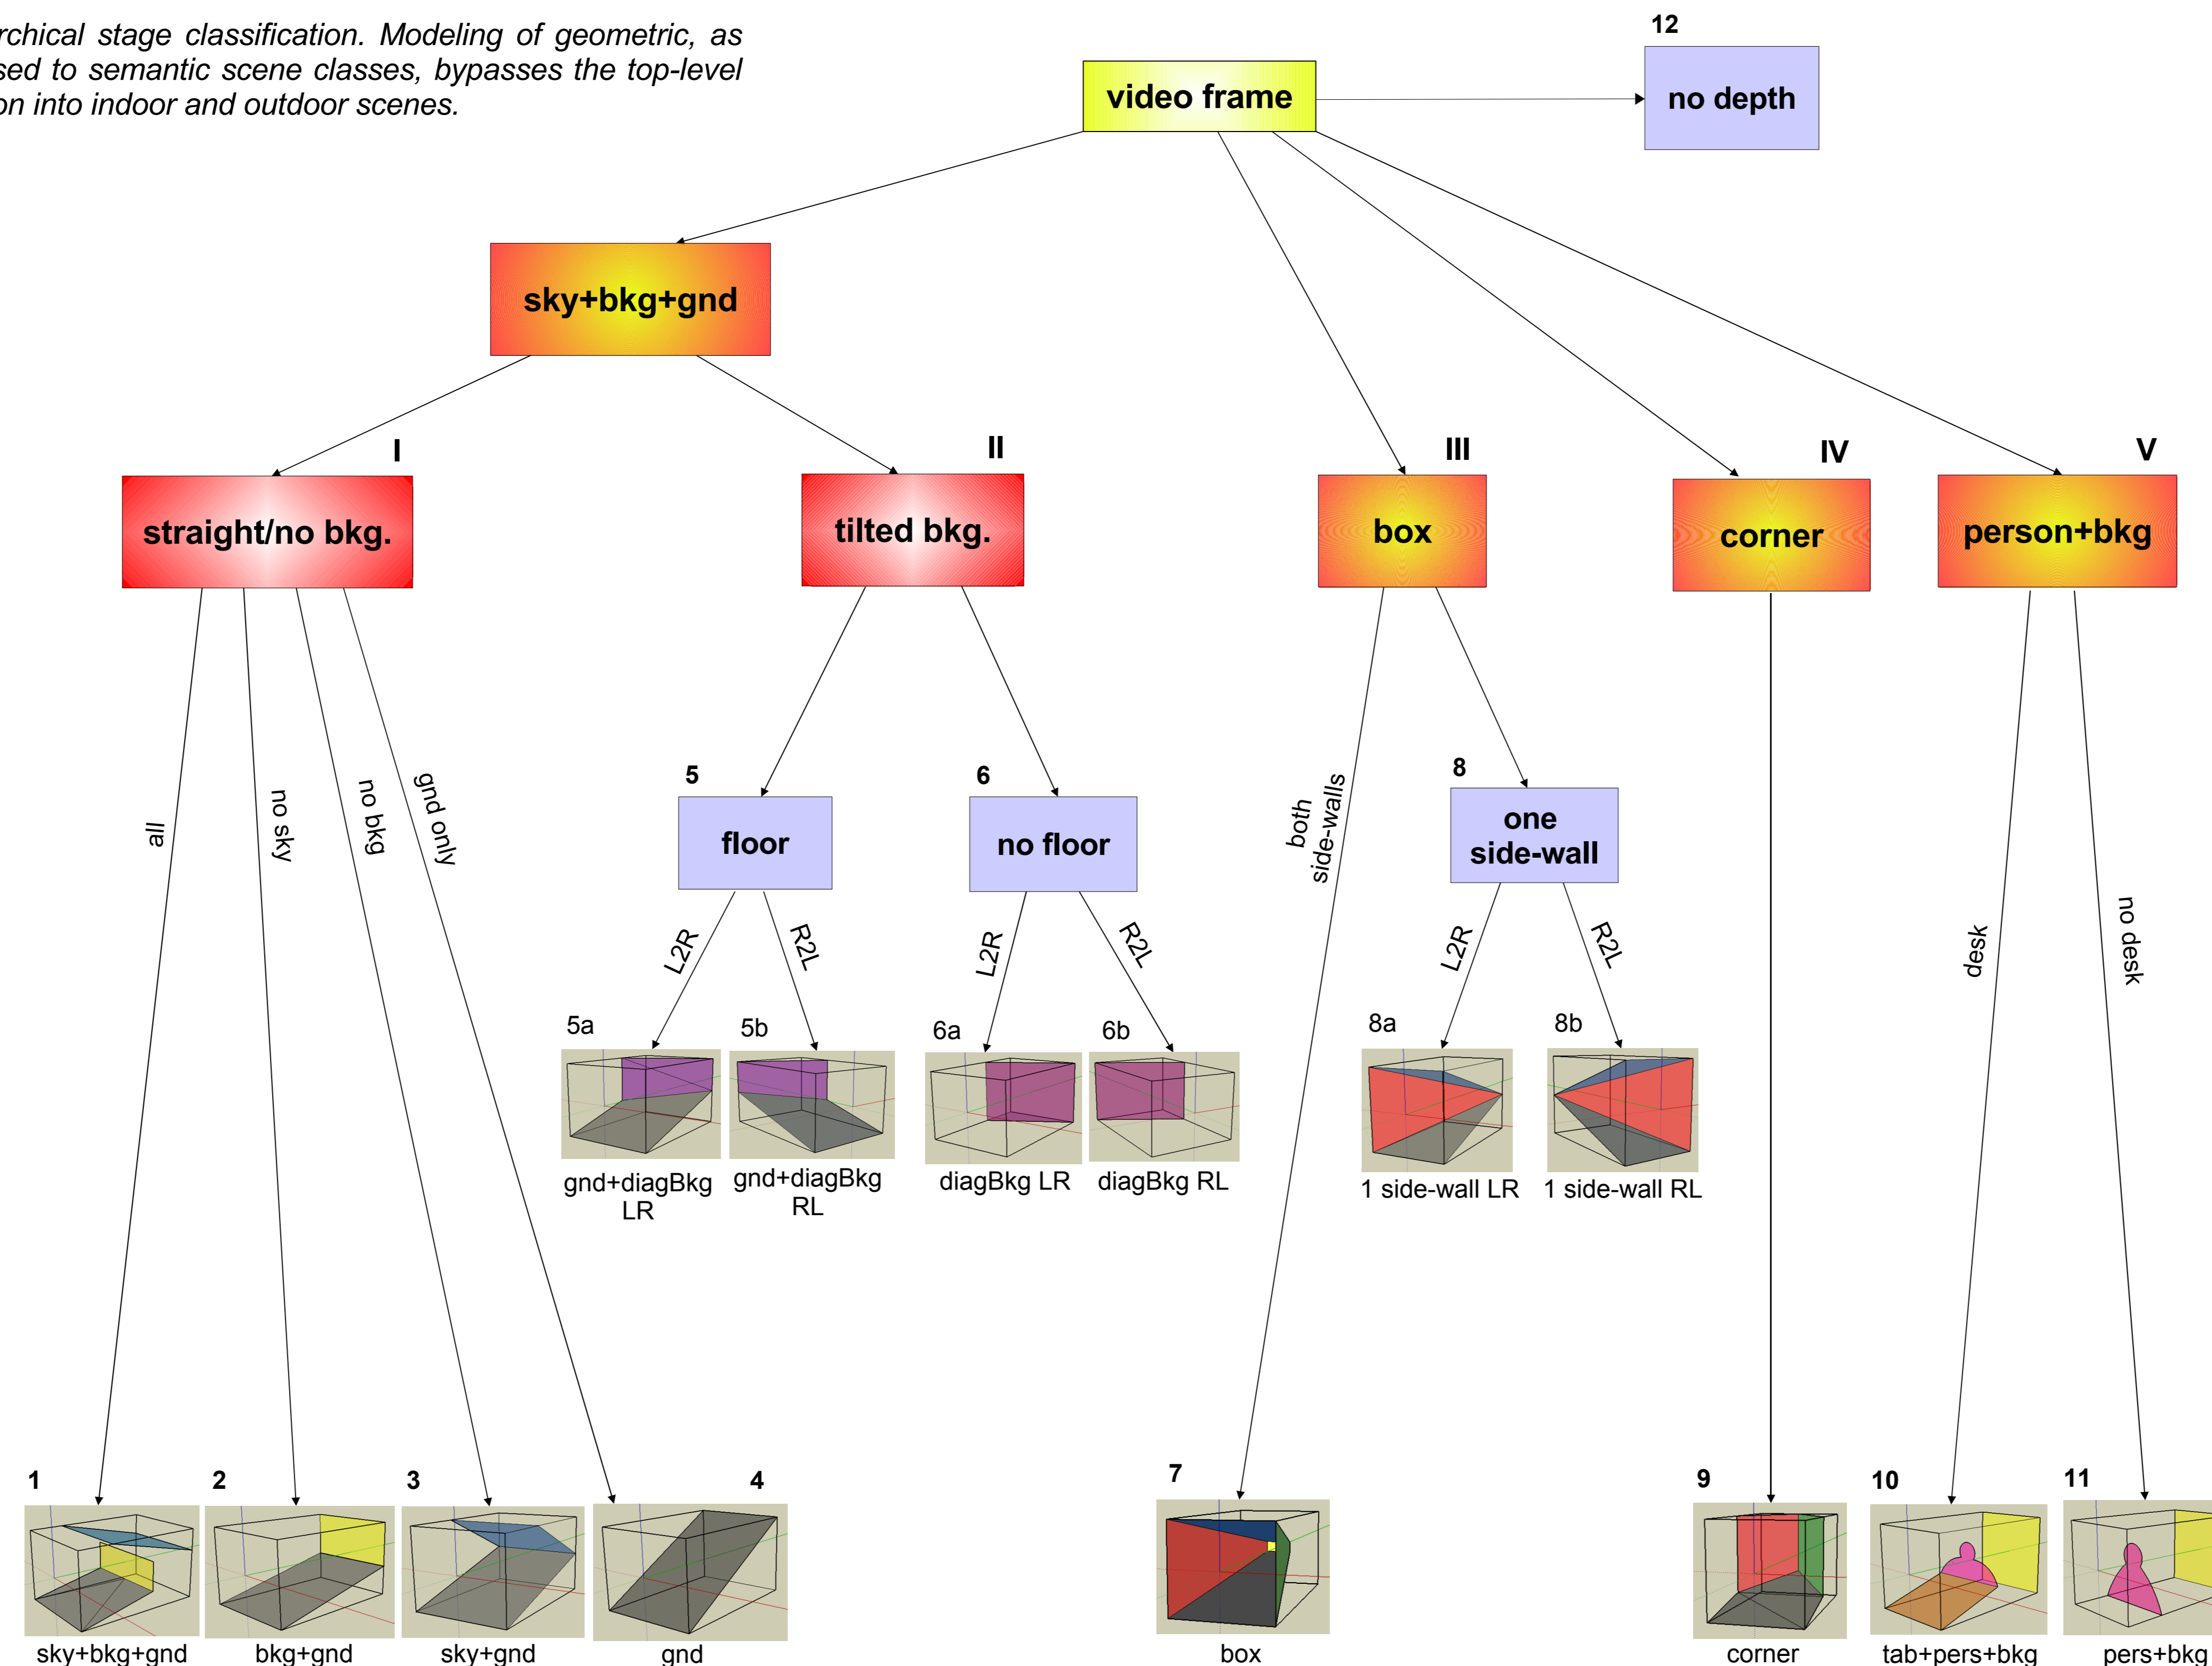 sed to semantic scene classes, bypasses the top-level
on into indoor and outdoor scenes.
rchical stage classification. Modeling of geometric, as
12
video frame
no depth
sky+bkg+gnd
I
II
III
IV
V
straight/no bkg.
tilted bkg.
box
corner
person+bkg
all
no sky
no bkg
gnd only
both
side-walls
desk
no desk
5
6
8
floor
no floor
one
side-wall
L2R
R2L
L2R
R2L
L2R
R2L
5a
5b
6a
6b
8a
8b
gnd+diagBkg
LR
gnd+diagBkg
RL
diagBkg LR
diagBkg RL
1 side-wall LR
1 side-wall RL
1
2
3
4
7
9
10
11
sky+bkg+gnd
bkg+gnd
sky+gnd
gnd
box
corner
tab+pers+bkg
pers+bkg